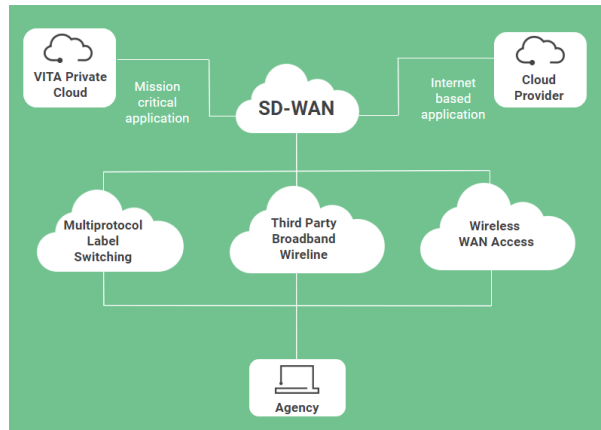 VITA Private
Cloud
Mission
critical
application
SD-WAN
Internet
based
application
Cloud
Provider
Multiprotocol
Label
Switching
Third Party
Broadband
Wireline
Wireless
WAN Access
Agency